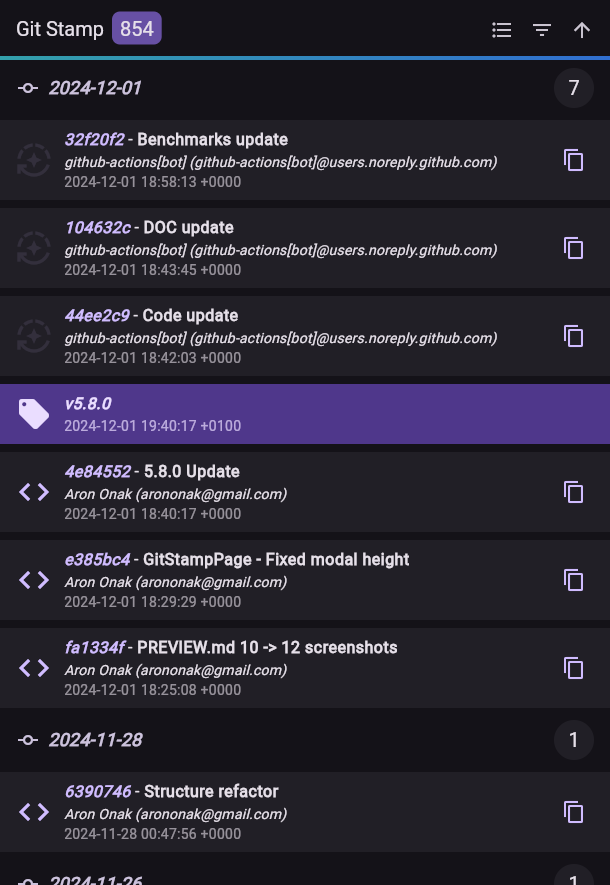 Git Stamp 854
2024-12-01 7
32f20f2 - Benchmarks update
github-actions[bot] (github-actions[bot]@users.noreply.github.com)
2024-12-01 18:58:13 +0000
104632c - DOC update
github-actions[bot] (github-actions[bot]@users.noreply.github.com)
2024-12-01 18:43:45 +0000
44ee2c9 - Code update
github-actions[bot] (github-actions[bot]@users.noreply.github.com)
2024-12-01 18:42:03 +0000
v5.8.0
2024-12-01 19:40:17 +0100
4e84552 - 5.8.0 Update
Aron Onak (arononak@gmail.com)
2024-12-01 18:40:17 +0000
e385bc4 - GitStampPage - Fixed modal height
Aron Onak (arononak@gmail.com)
2024-12-01 18:29:29 +0000
fa1334f - PREVIEW.md 10 -> 12 screenshots
Aron Onak (arononak@gmail.com)
2024-12-01 18:25:08 +0000
2024-11-28 1
6390746 - Structure refactor
Aron Onak (arononak@gmail.com)
2024-11-28 00:47:56 +0000
2024-11-26 1